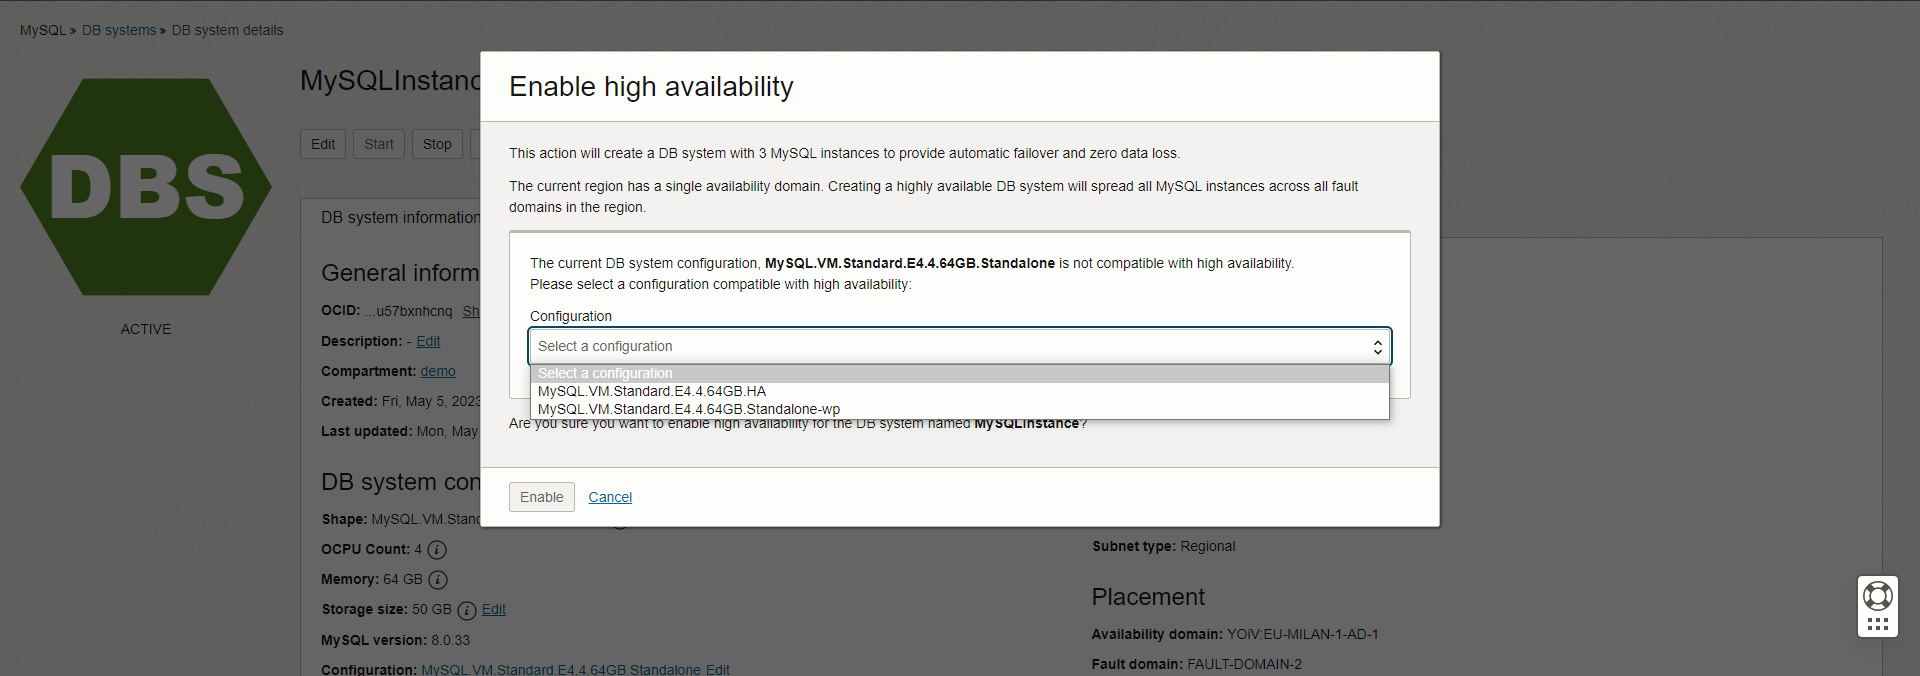 MySQL » DB systems » DB system details
DBS
ACTIVE
MySQLInstanc
Edit Start Stop
DB system information
General inform
OCID: ...u57bxnhcnq Sh
Description: - Edit
Compartment: demo
Created: Fri, May 5, 2023
Last updated: Mon, May
DB system con
Shape: MySQL.VM.Stand
OCPU Count: 4
Memory: 64 GB
Storage size: 50 GB Edit
MySQL version: 8.0.33
Configuration: MySQL.VM.Standard.E4.4.64GB.Standalone Edit
Enable high availability
This action will create a DB system with 3 MySQL instances to provide automatic failover and zero data loss.
The current region has a single availability domain. Creating a highly available DB system will spread all MySQL instances across all fault
domains in the region.
The current DB system configuration, MySQL.VM.Standard.E4.4.64GB.Standalone is not compatible with high availability.
Please select a configuration compatible with high availability:
Configuration
Select a configuration
Select a configuration
MySQL.VM.Standard.E4.4.64GB.HA
MySQL.VM.Standard.E4.4.64GB.Standalone-wp
Are you sure you want to enable high availability for the DB system named MySQLInstance?
Enable Cancel
Subnet type: Regional
Placement
Availability domain: YOiV:EU-MILAN-1-AD-1
Fault domain: FAULT-DOMAIN-2